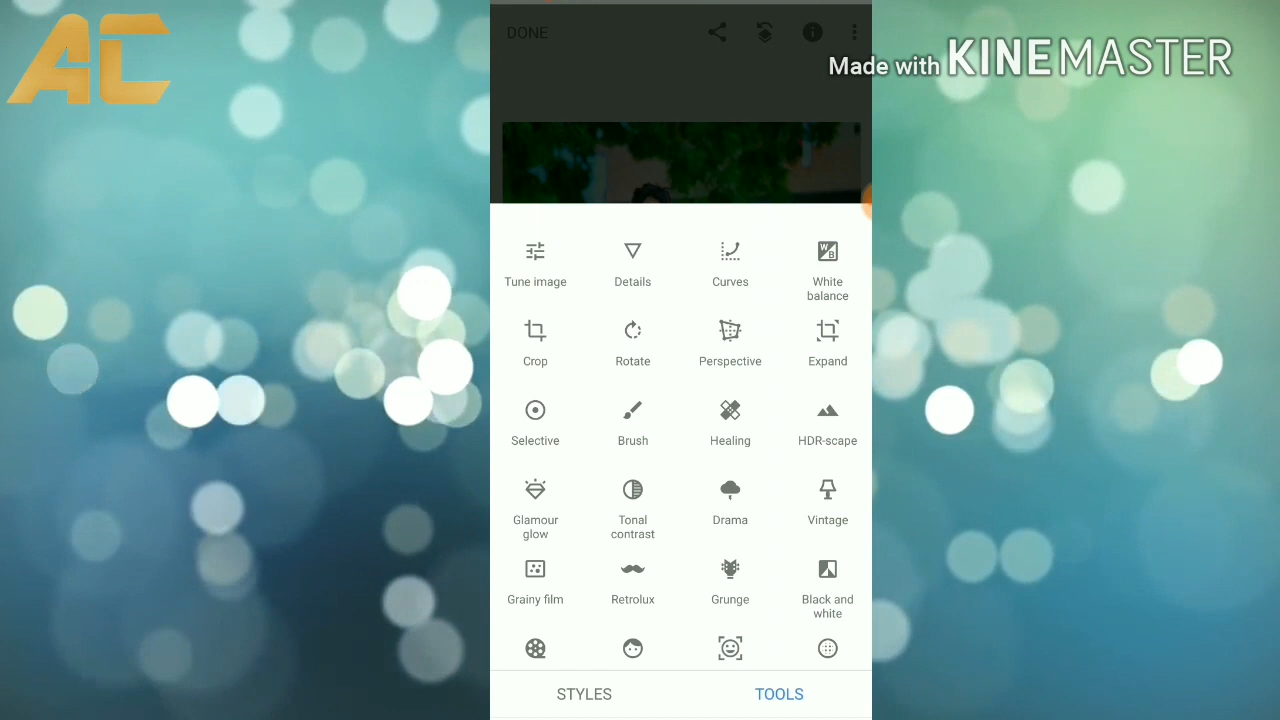 AC
DONE
Made with KINEMASTER
Tune image
Details
Curves
White
balance
Crop
Rotate
Perspective
Expand
Selective
Brush
Healing
HDR-scape
Glamour
glow
Tonal
contrast
Drama
Vintage
Grainy film
Retrolux
Grunge
Black and
white
STYLES
TOOLS